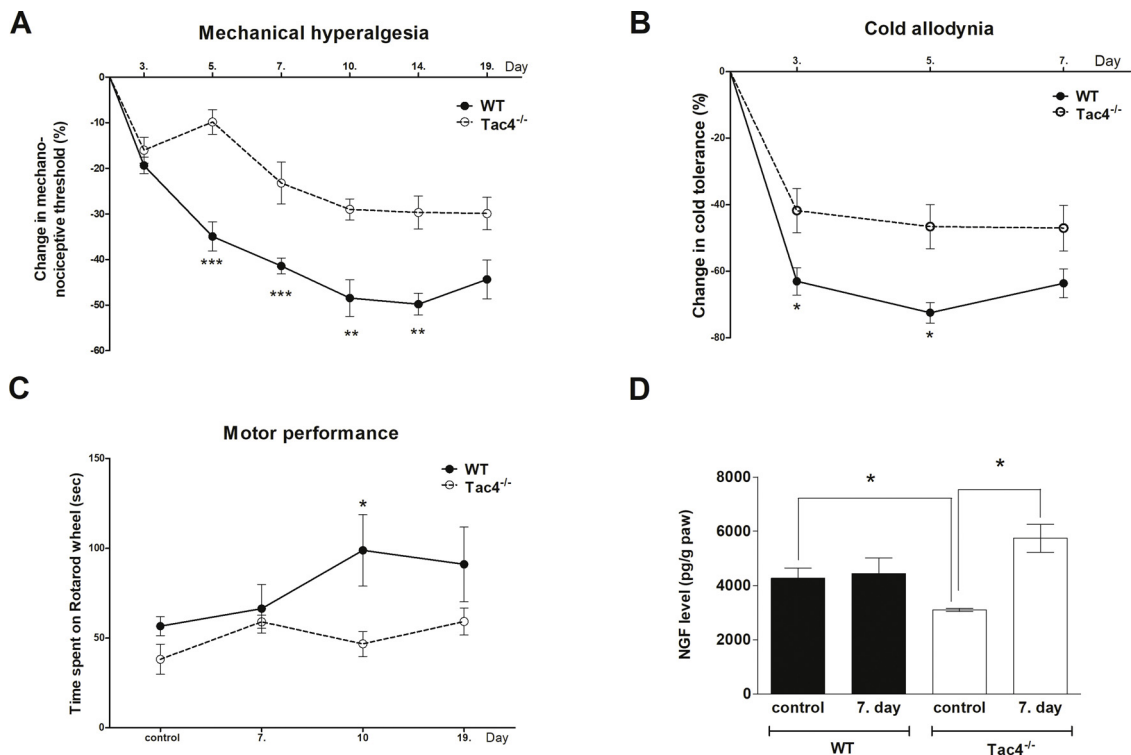 A
Mechanical hyperalgesia
3. 5. 7. 10. 14. 19. Day
0
-10
-20
-30
-40
-50
-60
Change in mechano-
nociceptive threshold (%)
WT
Tac4-/-
***
***
**
**
B
Cold allodynia
3. 5. 7. Day
0
-20
-40
-60
-80
Change in cold tolerance (%)
WT
Tac4-/-
*
*
C
Motor performance
150
100
50
0
Time spent on Rotarod wheel (sec)
WT
Tac4-/-
*
control 7. 10 19. Day
D
8000
6000
4000
2000
0
NGF level (pg/g paw)
*
*
control 7. day control 7. day
WT Tac4-/-